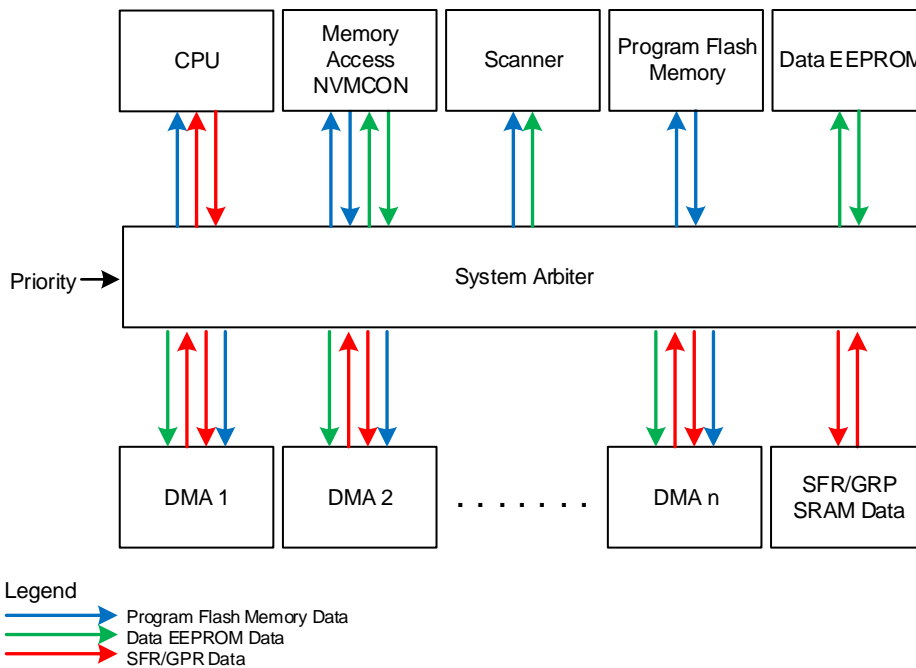 CPU
Memory
Access
NVMCON
Scanner
Program Flash
Memory
Data EEPROM
Priority
System Arbiter
DMA 1
DMA 2
. . . . . . .
DMA n
SFR/GRP
SRAM Data
Legend
Program Flash Memory Data
Data EEPROM Data
SFR/GPR Data